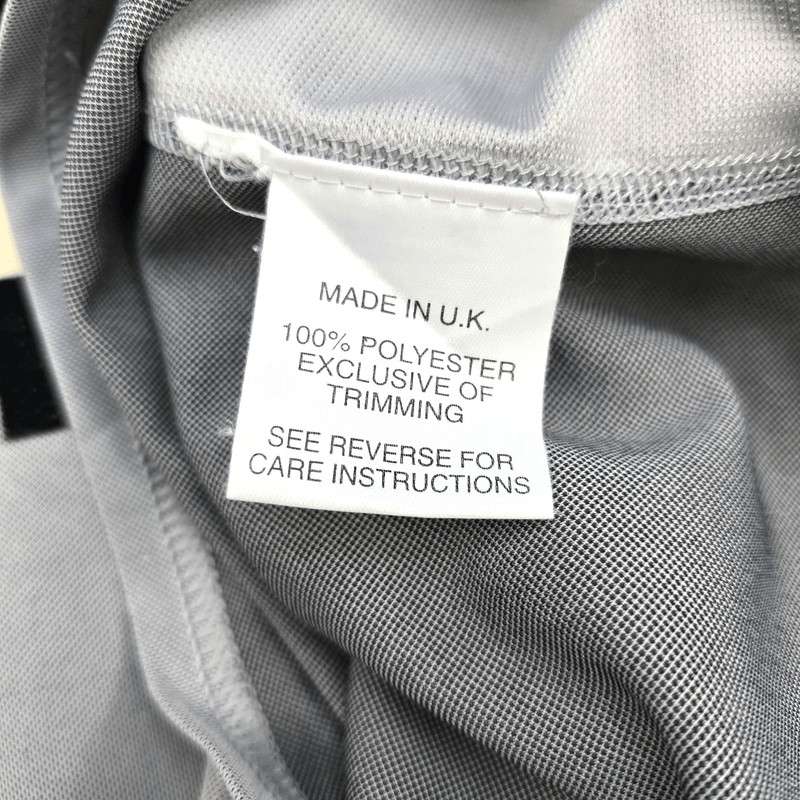 MADE IN U.K.
100% POLYESTER
EXCLUSIVE OF
TRIMMING
SEE REVERSE FOR
CARE INSTRUCTIONS